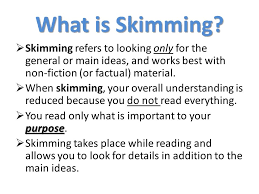 What is Skimming?
➢Skimming refers to looking only for the
general or main ideas, and works best with
non-fiction (or factual) material.
➢When skimming, your overall understanding is
reduced because you do not read everything.
➢You read only what is important to your
purpose.
➢Skimming takes place while reading and
allows you to look for details in addition to the
main ideas.